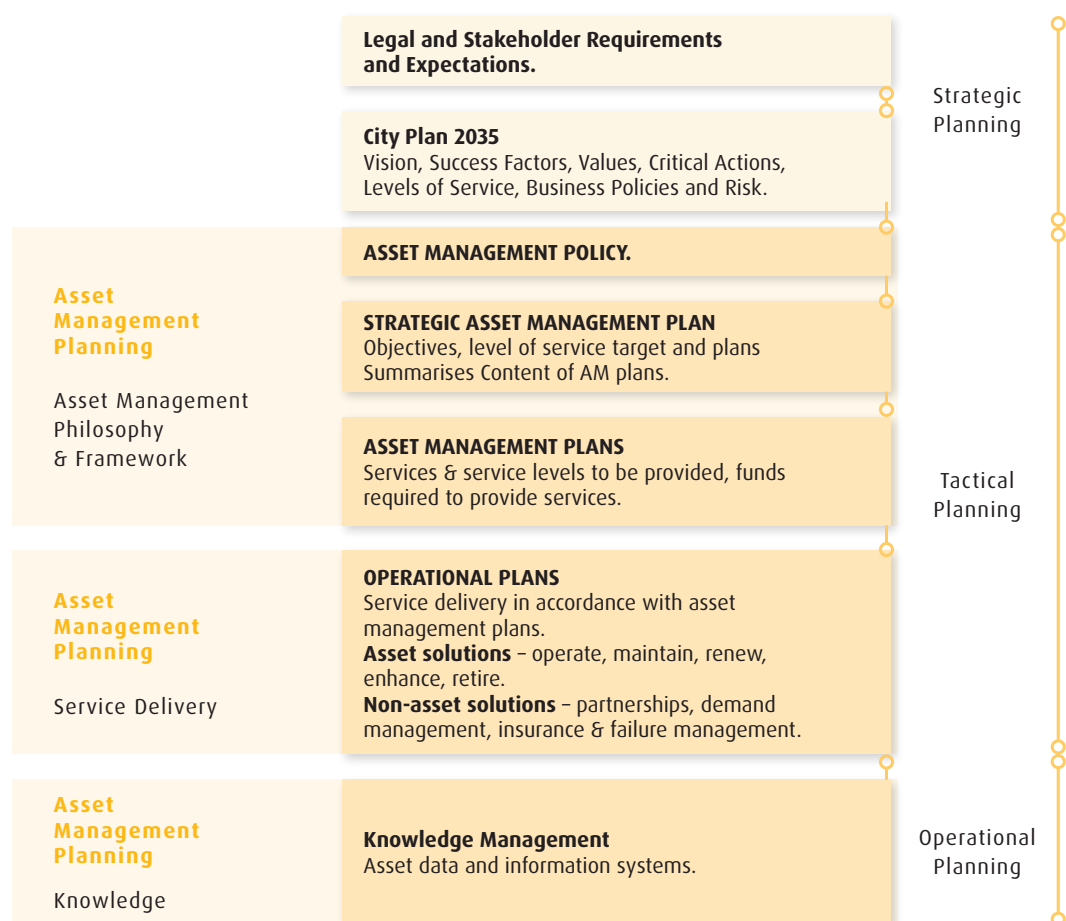 Legal and Stakeholder Requirements
and Expectations.
Strategic
Planning
City Plan 2035
Vision, Success Factors, Values, Critical Actions,
Levels of Service, Business Policies and Risk.
Asset
Management
Planning
Asset Management
Philosophy
& Framework
ASSET MANAGEMENT POLICY.
STRATEGIC ASSET MANAGEMENT PLAN
Objectives, level of service target and plans
Summarises Content of AM plans.
ASSET MANAGEMENT PLANS
Services & service levels to be provided, funds
required to provide services.
Tactical
Planning
Asset
Management
Planning
Service Delivery
OPERATIONAL PLANS
Service delivery in accordance with asset
management plans.
Asset solutions – operate, maintain, renew,
enhance, retire.
Non-asset solutions – partnerships, demand
management, insurance & failure management.
Asset
Management
Planning
Knowledge
Knowledge Management
Asset data and information systems.
Operational
Planning